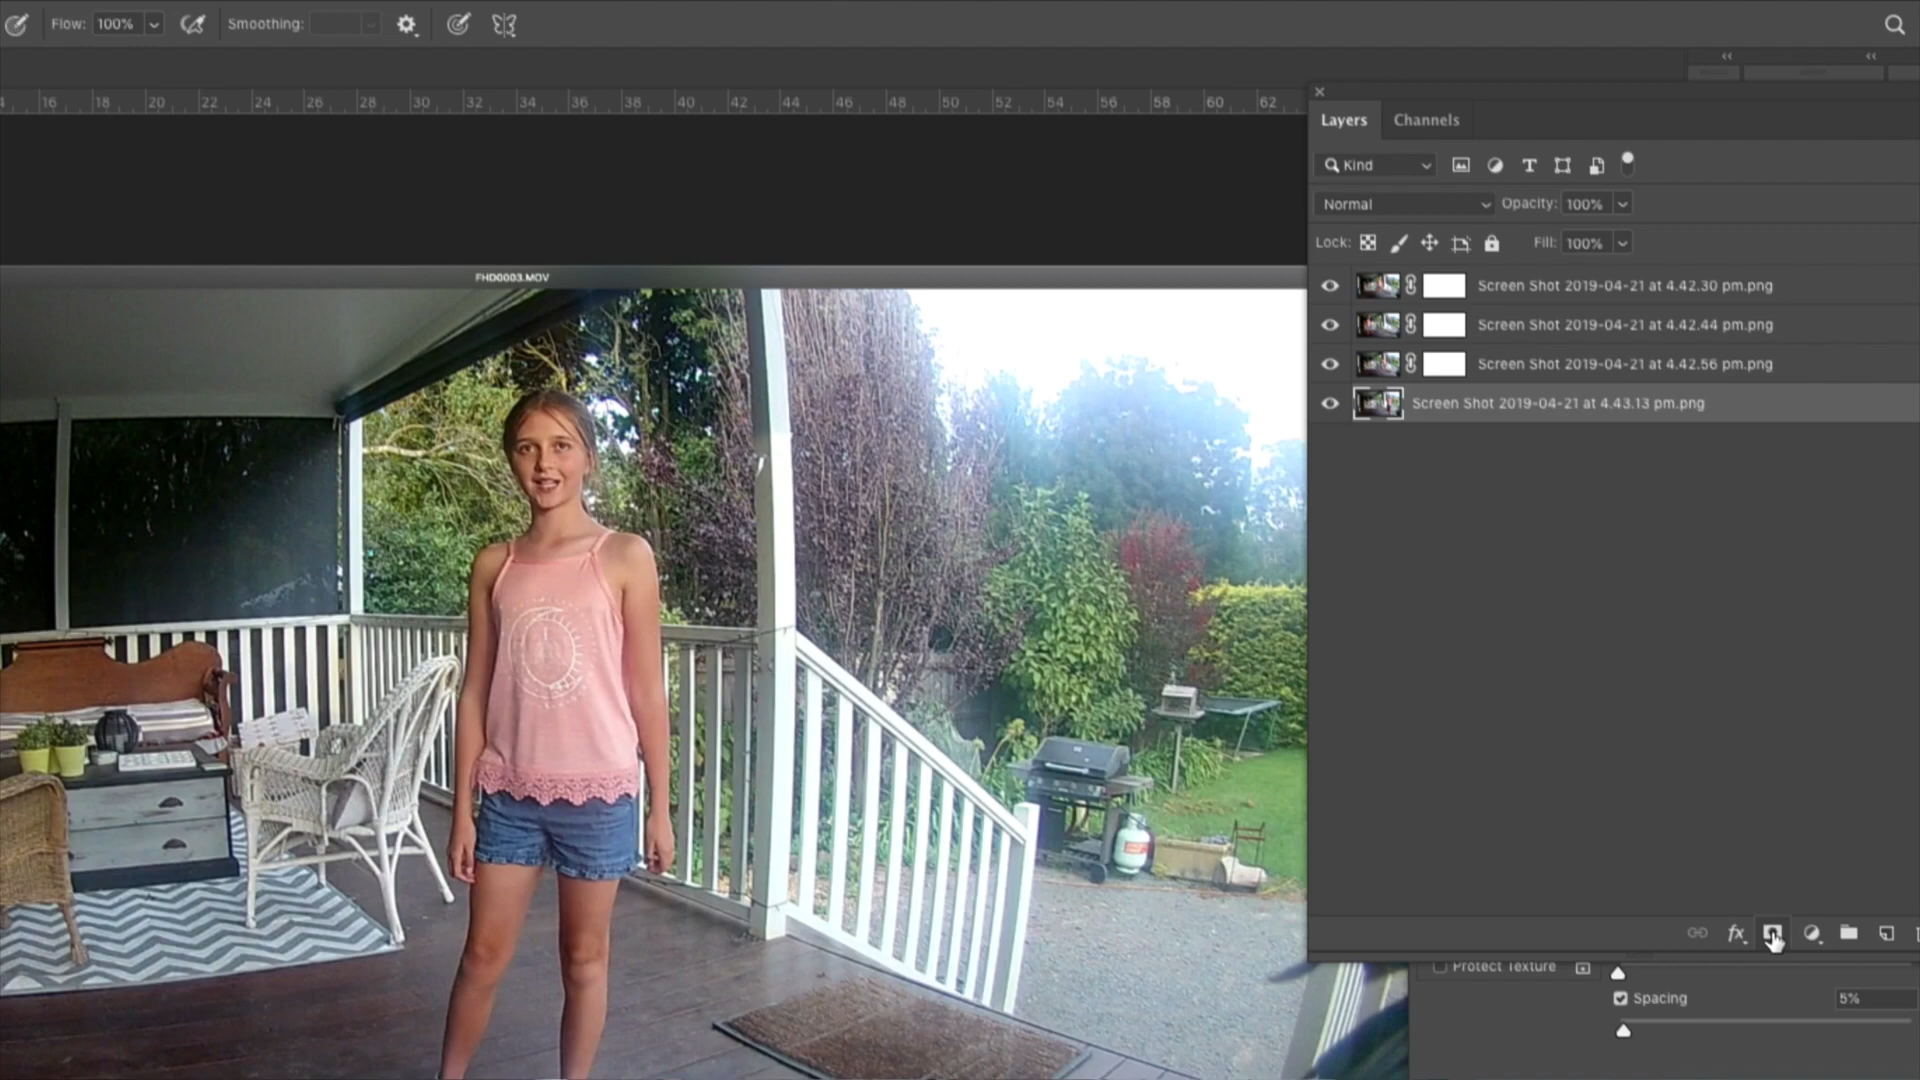 Flow: 100% Smoothing:
16 18 20 22 24 26 28 30 32 34 36 38 40 42 44 46 48 50 52 54 56 58 60 62
Layers Channels
Kind
Normal Opacity: 100%
Lock: Fill: 100%
FHD0003.MOV
Screen Shot 2019-04-21 at 4.42.30 pm.png
Screen Shot 2019-04-21 at 4.42.44 pm.png
Screen Shot 2019-04-21 at 4.42.56 pm.png
Screen Shot 2019-04-21 at 4.43.13 pm.png
fx
Protect Texture
Spacing 5%